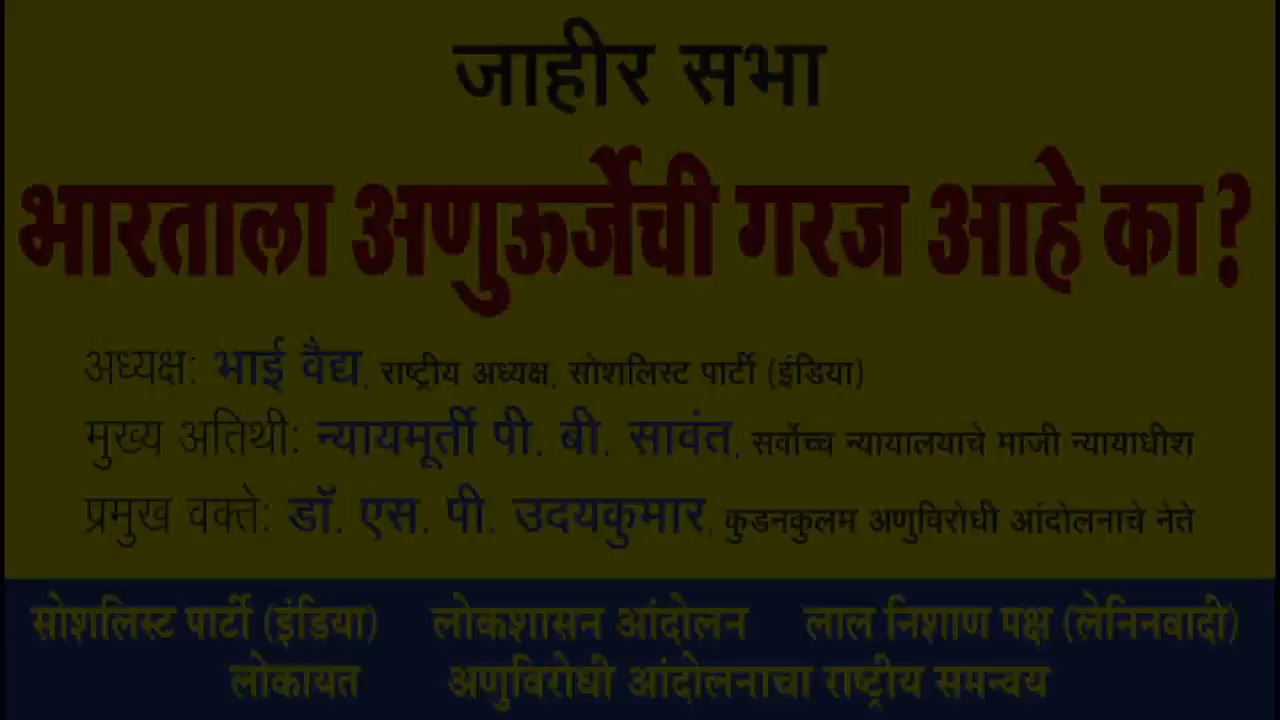 जाहीर सभा
भारताला अणुऊर्जेची गरज आहे का?
अध्यक्ष: भाई वैद्य, राष्ट्रीय अध्यक्ष, सोशलिस्ट पार्टी (इंडिया)
मुख्य अतिथी: न्यायमूर्ती पी. बी. सावंत, सर्वोच्च न्यायालयाचे माजी न्यायाधीश
प्रमुख वक्ते: डॉ. एस. पी. उदयकुमार, कुडनकुलम अणुविरोधी आंदोलनाचे नेते
सोशलिस्ट पार्टी (इंडिया) लोकशासन आंदोलन लाल निशाण पक्ष (लेनिनवादी)
लोकायत अणुविरोधी आंदोलनाचा राष्ट्रीय समन्वय